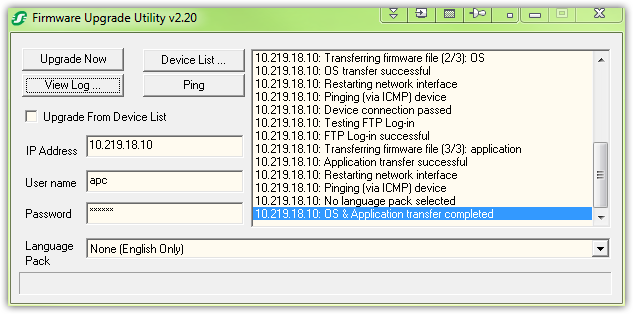 Firmware Upgrade Utility v2.20
Upgrade Now
Device List ...
View Log ...
Ping
Upgrade From Device List
IP Address
10.219.18.10
User name
apc
Password
xxxxxx
10.219.18.10: Transferring firmware file (2/3): OS
10.219.18.10: OS transfer successful
10.219.18.10: Restarting network interface
10.219.18.10: Pinging (via ICMP) device
10.219.18.10: Device connection passed
10.219.18.10: Testing FTP Log-in
10.219.18.10: FTP Log-in successful
10.219.18.10: Transferring firmware file (3/3): application
10.219.18.10: Application transfer successful
10.219.18.10: Restarting network interface
10.219.18.10: Pinging (via ICMP) device
10.219.18.10: No language pack selected
10.219.18.10: OS & Application transfer completed
Language
Pack
None (English Only)